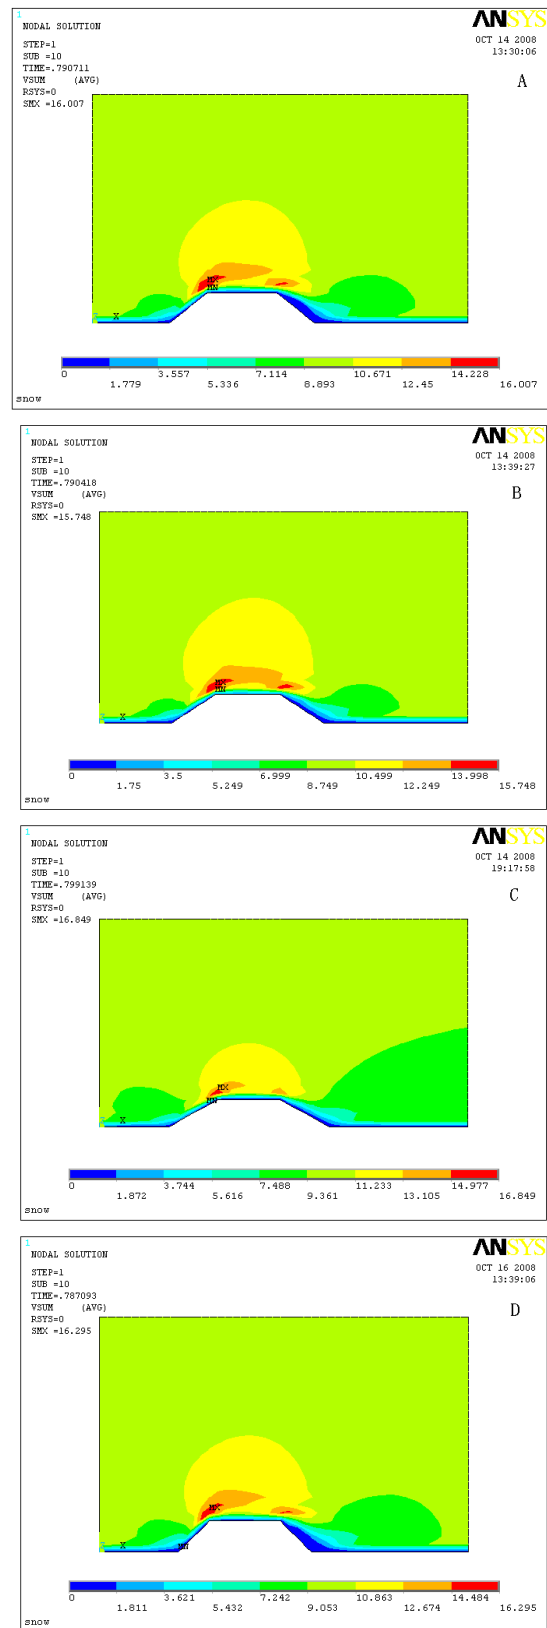 1
NODAL SOLUTION
ANSYS
OCT 14 2008
13:30:06
STEP=1
SUB =10
TIME=.790711
VSUM (AVG)
RSYS=0
SMX =16.007
A
MX
MN
Z X
0 3.557 7.114 10.671 14.228
1.779 5.336 8.893 12.45 16.007
snow
1
NODAL SOLUTION
ANSYS
OCT 14 2008
13:39:27
STEP=1
SUB =10
TIME=.790418
VSUM (AVG)
RSYS=0
SMX =15.748
B
MX
MN
Z X
0 3.5 6.999 10.499 13.998
1.75 5.249 8.749 12.249 15.748
snow
1
NODAL SOLUTION
ANSYS
OCT 14 2008
19:17:58
STEP=1
SUB =10
TIME=.799139
VSUM (AVG)
RSYS=0
SMX =16.849
C
MX
MN
Z X
0 3.744 7.488 11.233 14.977
1.872 5.616 9.361 13.105 16.849
snow
1
NODAL SOLUTION
ANSYS
OCT 16 2008
13:39:06
STEP=1
SUB =10
TIME=.787093
VSUM (AVG)
RSYS=0
SMX =16.295
D
MX
Z X MN
0 3.621 7.242 10.863 14.484
1.811 5.432 9.053 12.674 16.295
snow